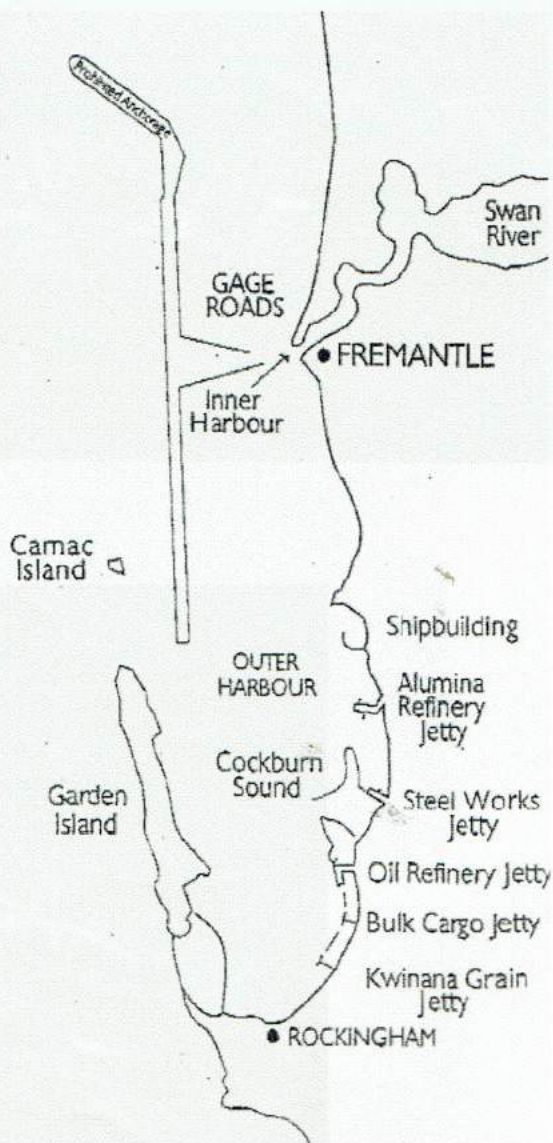 Prohibited Anchorage
Swan
River
GAGE
ROADS
FREMANTLE
Inner
Harbour
Carnac
Island
Shipbuilding
OUTER
HARBOUR
Alumina
Refinery
Jetty
Cockburn
Sound
Garden
Island
Steel Works
Jetty
Oil Refinery Jetty
Bulk Cargo Jetty
Kwinana Grain
Jetty
ROCKINGHAM